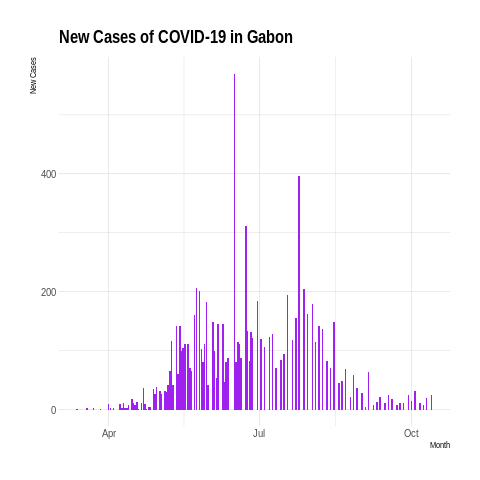 New Cases of COVID-19 in Gabon
New Cases
400
200
0
Apr
Jul
Oct
Month